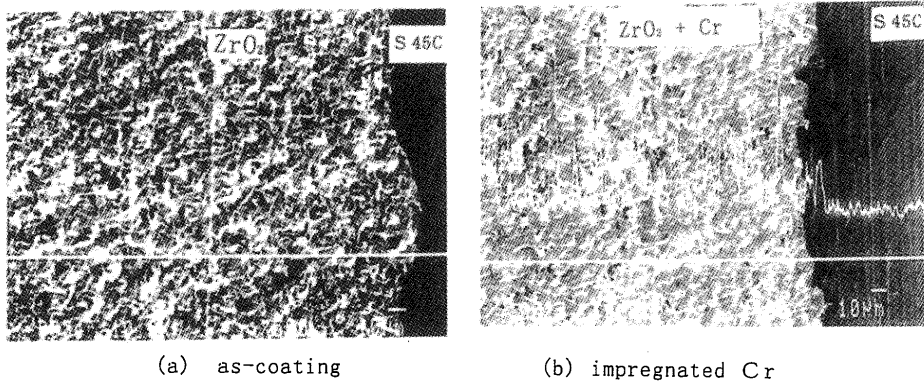 ZrO₂
S 45C
ZrO₂ + Cr
S 45C
10μm
(a) as-coating
(b) impregnated Cr